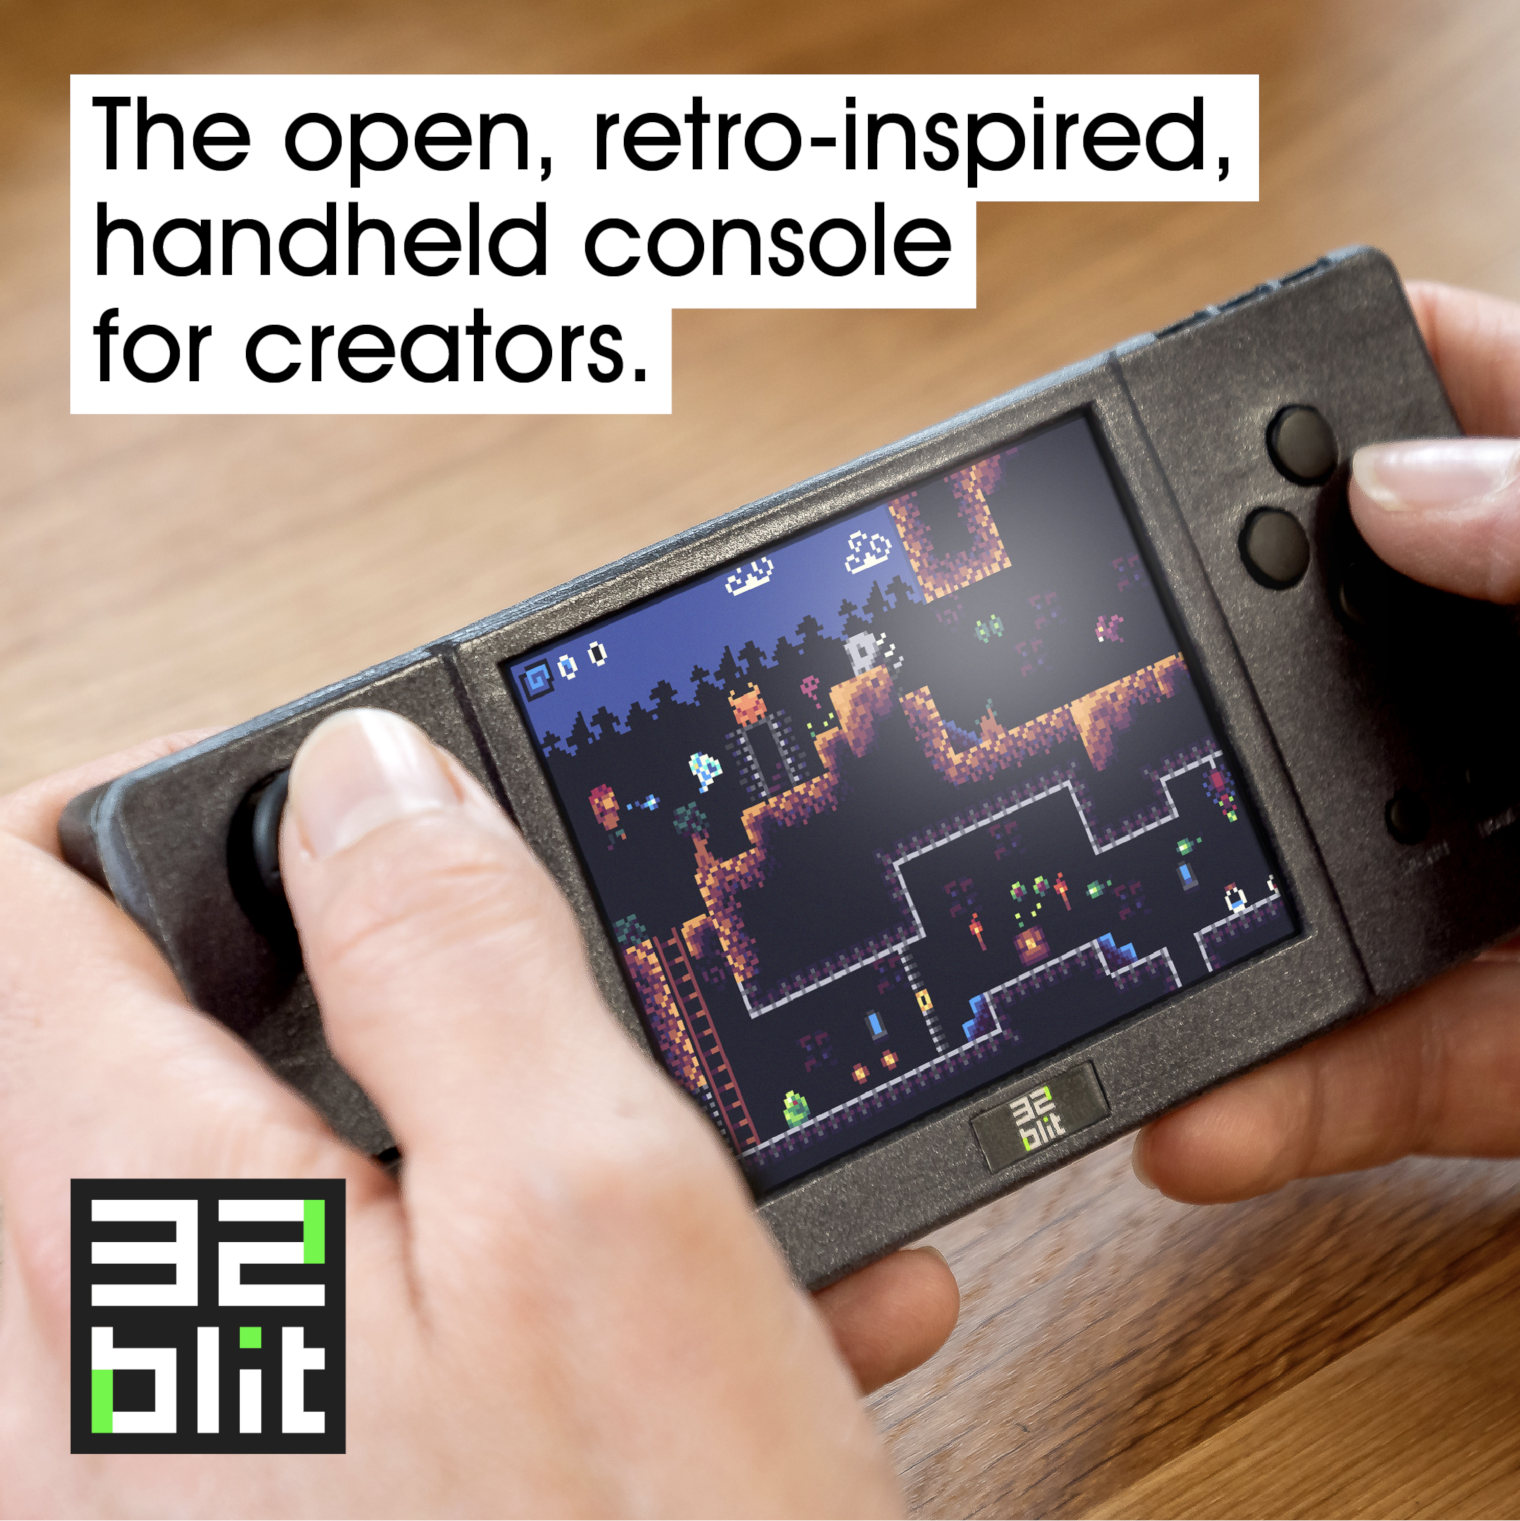 The open, retro-inspired,
handheld console
for creators.
32
blit
32
blit